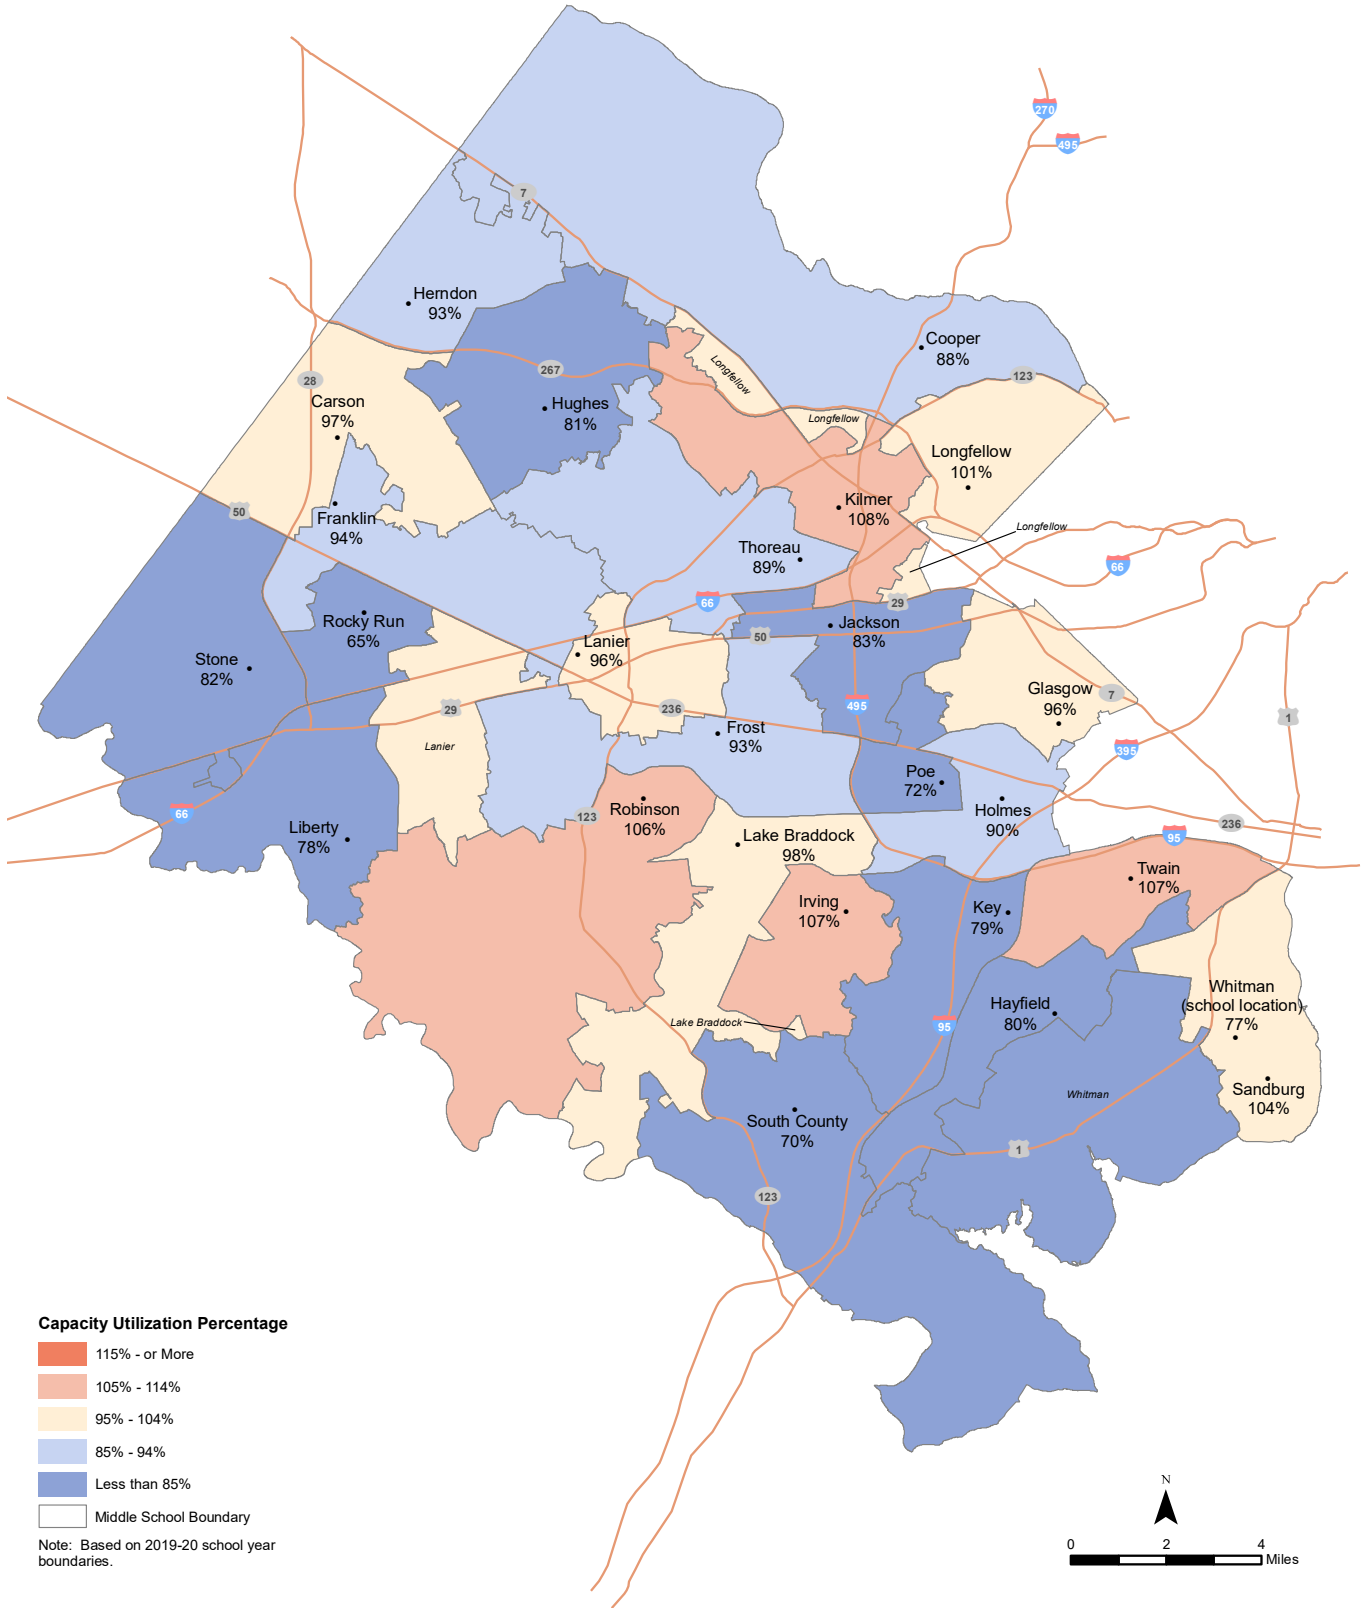 270
495
7
Herndon
93%
Cooper
88%
123
267
28
Longfellow
Carson
97%
Hughes
81%
Longfellow
Longfellow
101%
50
Kilmer
108%
Franklin
94%
Longfellow
Thoreau
89%
66
66
29
Rocky Run
65%
Jackson
83%
50
Lanier
96%
Stone
82%
Glasgow
96%
7
29
236
495
1
Frost
93%
395
Lanier
Poe
72%
66
Robinson
106%
123
Holmes
90%
236
95
Liberty
78%
Lake Braddock
98%
Twain
107%
Irving
107%
Key
79%
Whitman
(school location)
77%
Hayfield
80%
Lake Braddock
95
Sandburg
104%
Whitman
South County
70%
1
123
Capacity Utilization Percentage
115% - or More
105% - 114%
95% - 104%
85% - 94%
Less than 85%
Middle School Boundary
Note: Based on 2019-20 school year
boundaries.
N
0 2 4
Miles